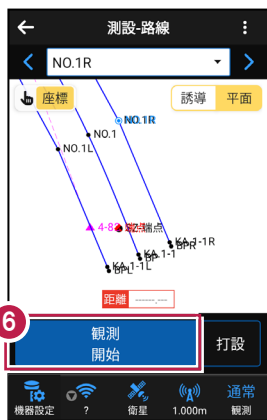 測設-路線
NO.1R
座標
誘導 平面
NO.1R
NO.1
NO.1L
4-82
端点
KA.1-1R
BPR
KA.1-1
BP
KA.1-1L
BPL
距離 -----.---
6
観測
開始
打設
機器設定 ? 衛星 1.000m 通常
観測